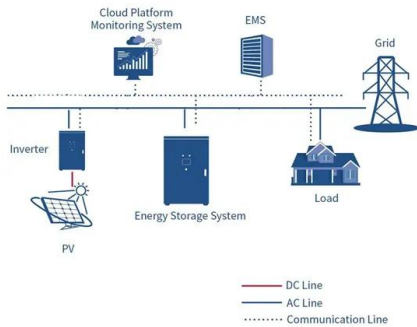 Cloud Platform
Monitoring System
EMS
Grid
Inverter
Energy Storage System
Load
PV
DC Line
AC Line
Communication Line